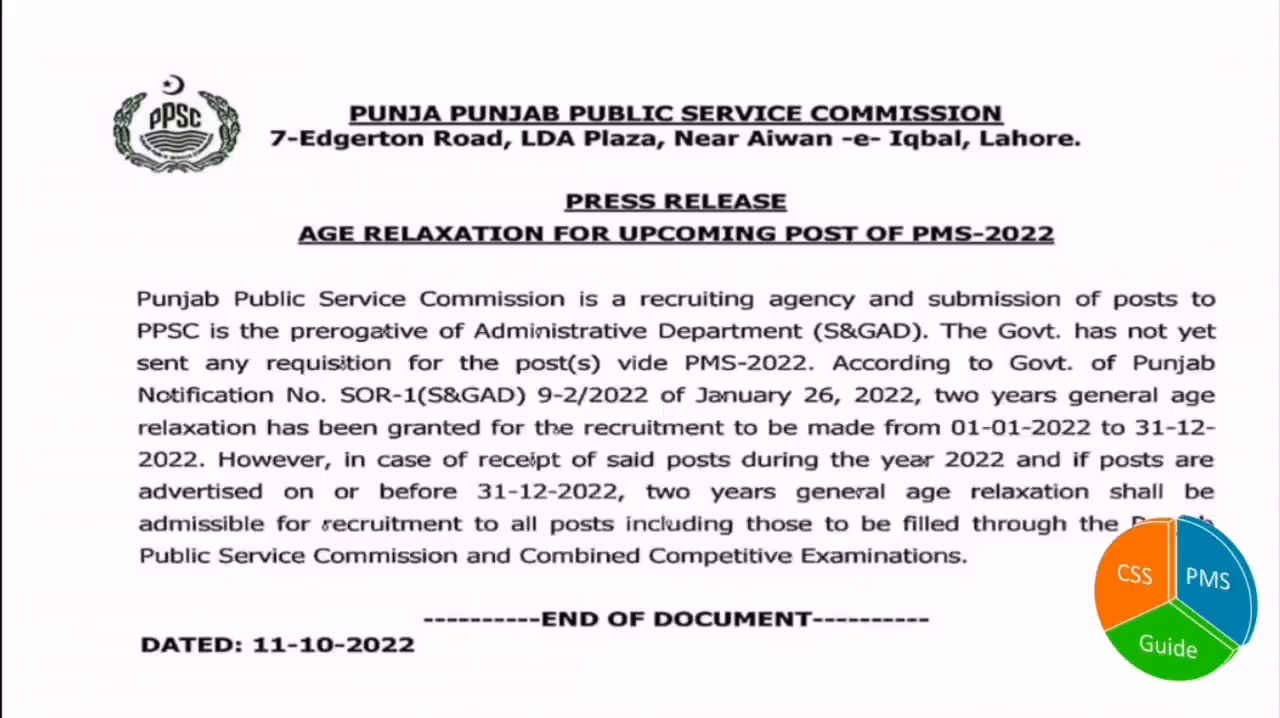 PPSC
PUNJA PUNJAB PUBLIC SERVICE COMMISSION
7-Edgerton Road, LDA Plaza, Near Aiwan -e- Iqbal, Lahore.
PRESS RELEASE
AGE RELAXATION FOR UPCOMING POST OF PMS-2022
Punjab Public Service Commission is a recruiting agency and submission of posts to
PPSC is the prerogative of Administrative Department (S&GAD). The Govt. has not yet
sent any requisition for the post(s) vide PMS-2022. According to Govt. of Punjab
Notification No. SOR-1(S&GAD) 9-2/2022 of January 26, 2022, two years general age
relaxation has been granted for the recruitment to be made from 01-01-2022 to 31-12-
2022. However, in case of receipt of said posts during the year 2022 and if posts are
advertised on or before 31-12-2022, two years general age relaxation shall be
admissible for recruitment to all posts including those to be filled through the
Public Service Commission and Combined Competitive Examinations.
----------END OF DOCUMENT----------
DATED: 11-10-2022
CSS
PMS
Guide